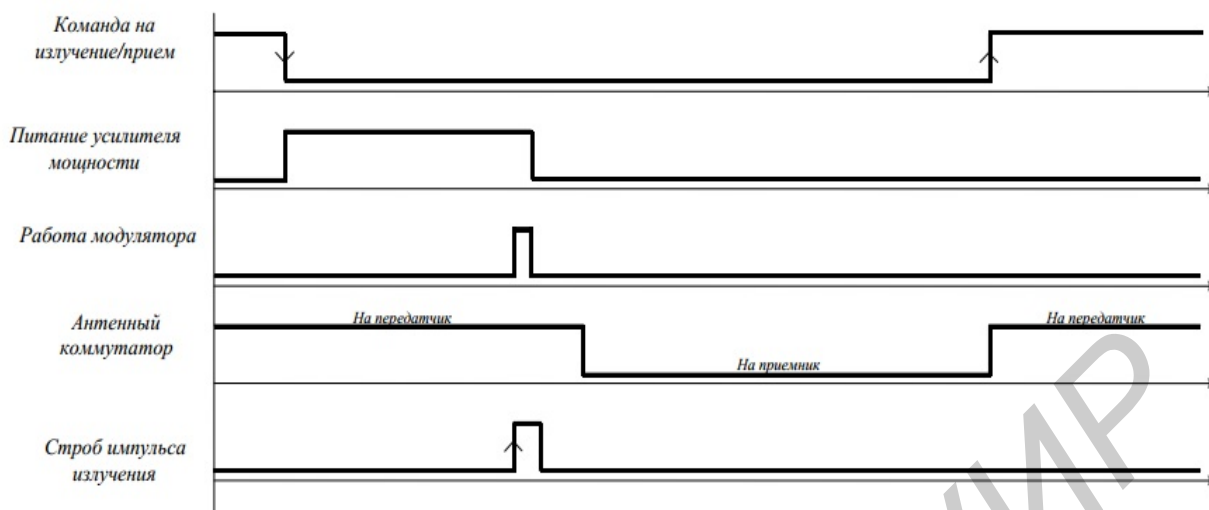 Команда на
излучение/прием
Питание усилителя
мощности
Работа модулятора
Антенный
коммутатор
На передатчик
На приемник
На передатчик
Строб импульса
излучения
УИР